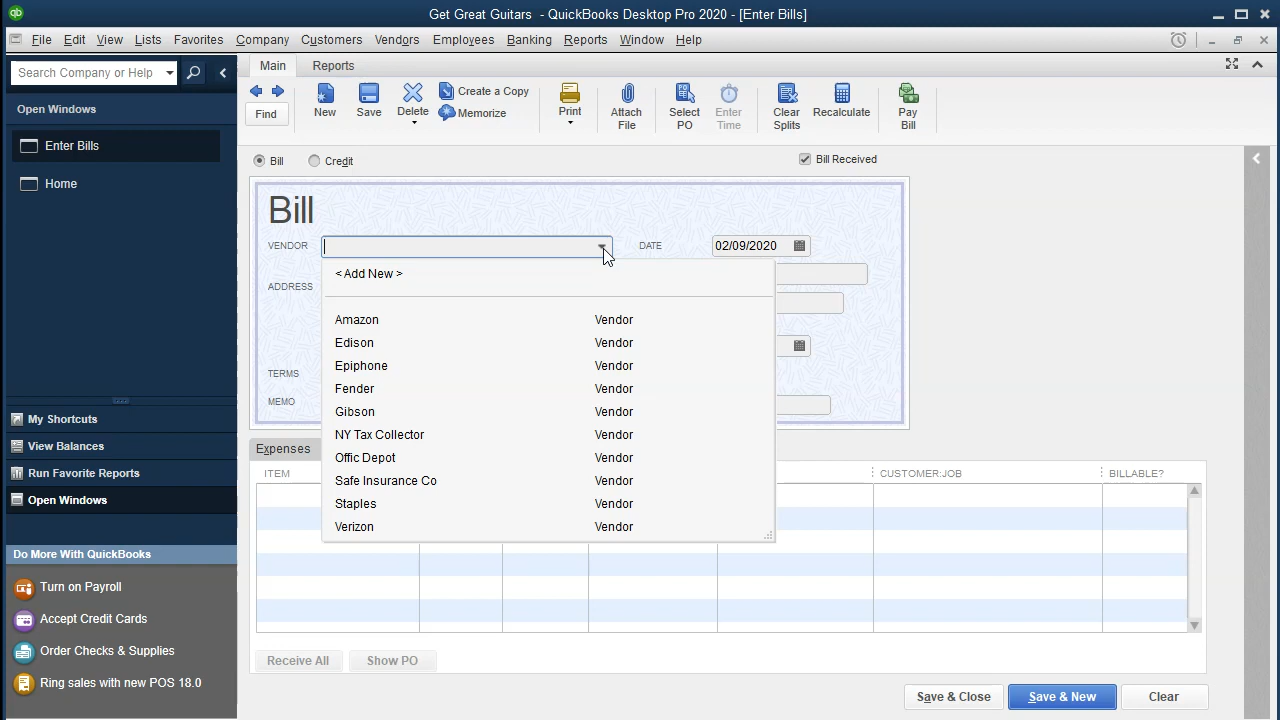 Get Great Guitars - QuickBooks Desktop Pro 2020 - [Enter Bills]
File Edit View Lists Favorites Company Customers Vendors Employees Banking Reports Window Help
Search Company or Help
Main Reports
Open Windows
Enter Bills
Home
Find
New
Save
Delete
Create a Copy
Memorize
Print
Attach File
Select PO
Enter Time
Clear Splits
Recalculate
Pay Bill
Bill Credit Bill Received
Bill
VENDOR DATE 02/09/2020
ADDRESS
TERMS
MEMO
< Add New >
Amazon Vendor
Edison Vendor
Epiphone Vendor
Fender Vendor
Gibson Vendor
NY Tax Collector Vendor
Offic Depot Vendor
Safe Insurance Co Vendor
Staples Vendor
Verizon Vendor
Expenses
ITEM CUSTOMER:JOB BILLABLE?
My Shortcuts
View Balances
Run Favorite Reports
Open Windows
Do More With QuickBooks
Turn on Payroll
Accept Credit Cards
Order Checks & Supplies
Ring sales with new POS 18.0
Receive All Show PO
Save & Close Save & New Clear